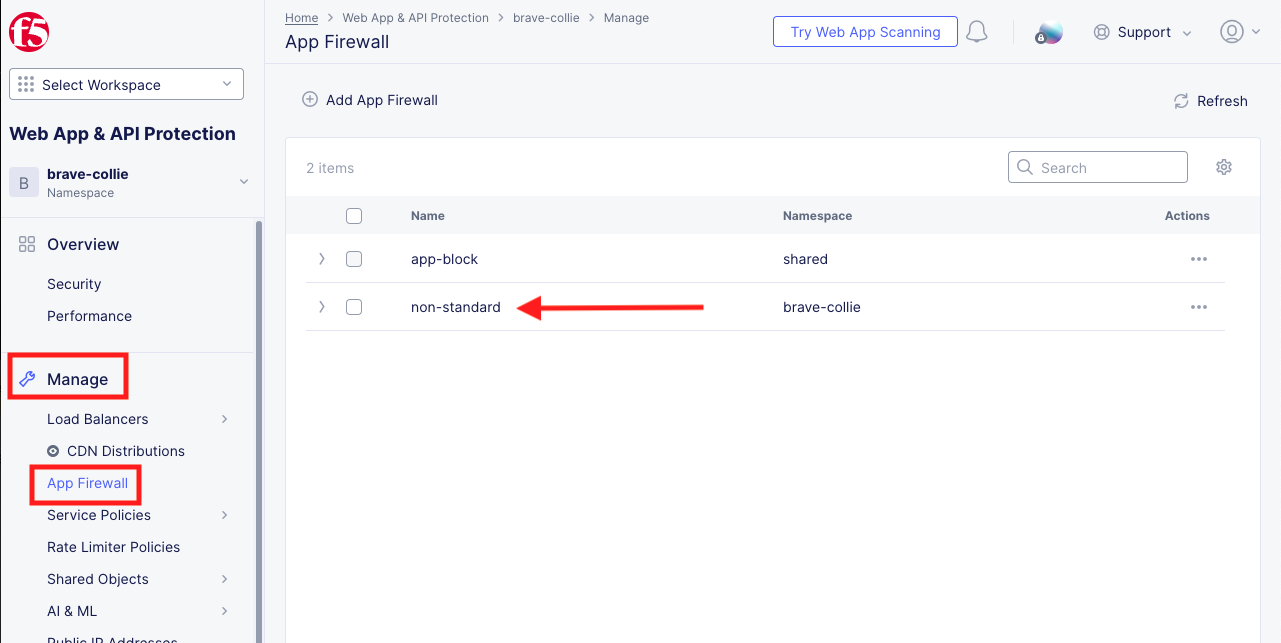 f5
Home > Web App & API Protection > brave-collie > Manage
App Firewall
Try Web App Scanning
Support
Select Workspace
Web App & API Protection
B
brave-collie
Namespace
Overview
Security
Performance
Manage
Load Balancers
CDN Distributions
App Firewall
Service Policies
Rate Limiter Policies
Shared Objects
AI & ML
Public IP Addresses
Add App Firewall
Refresh
2 items
Search
Name Namespace Actions
app-block shared
non-standard brave-collie